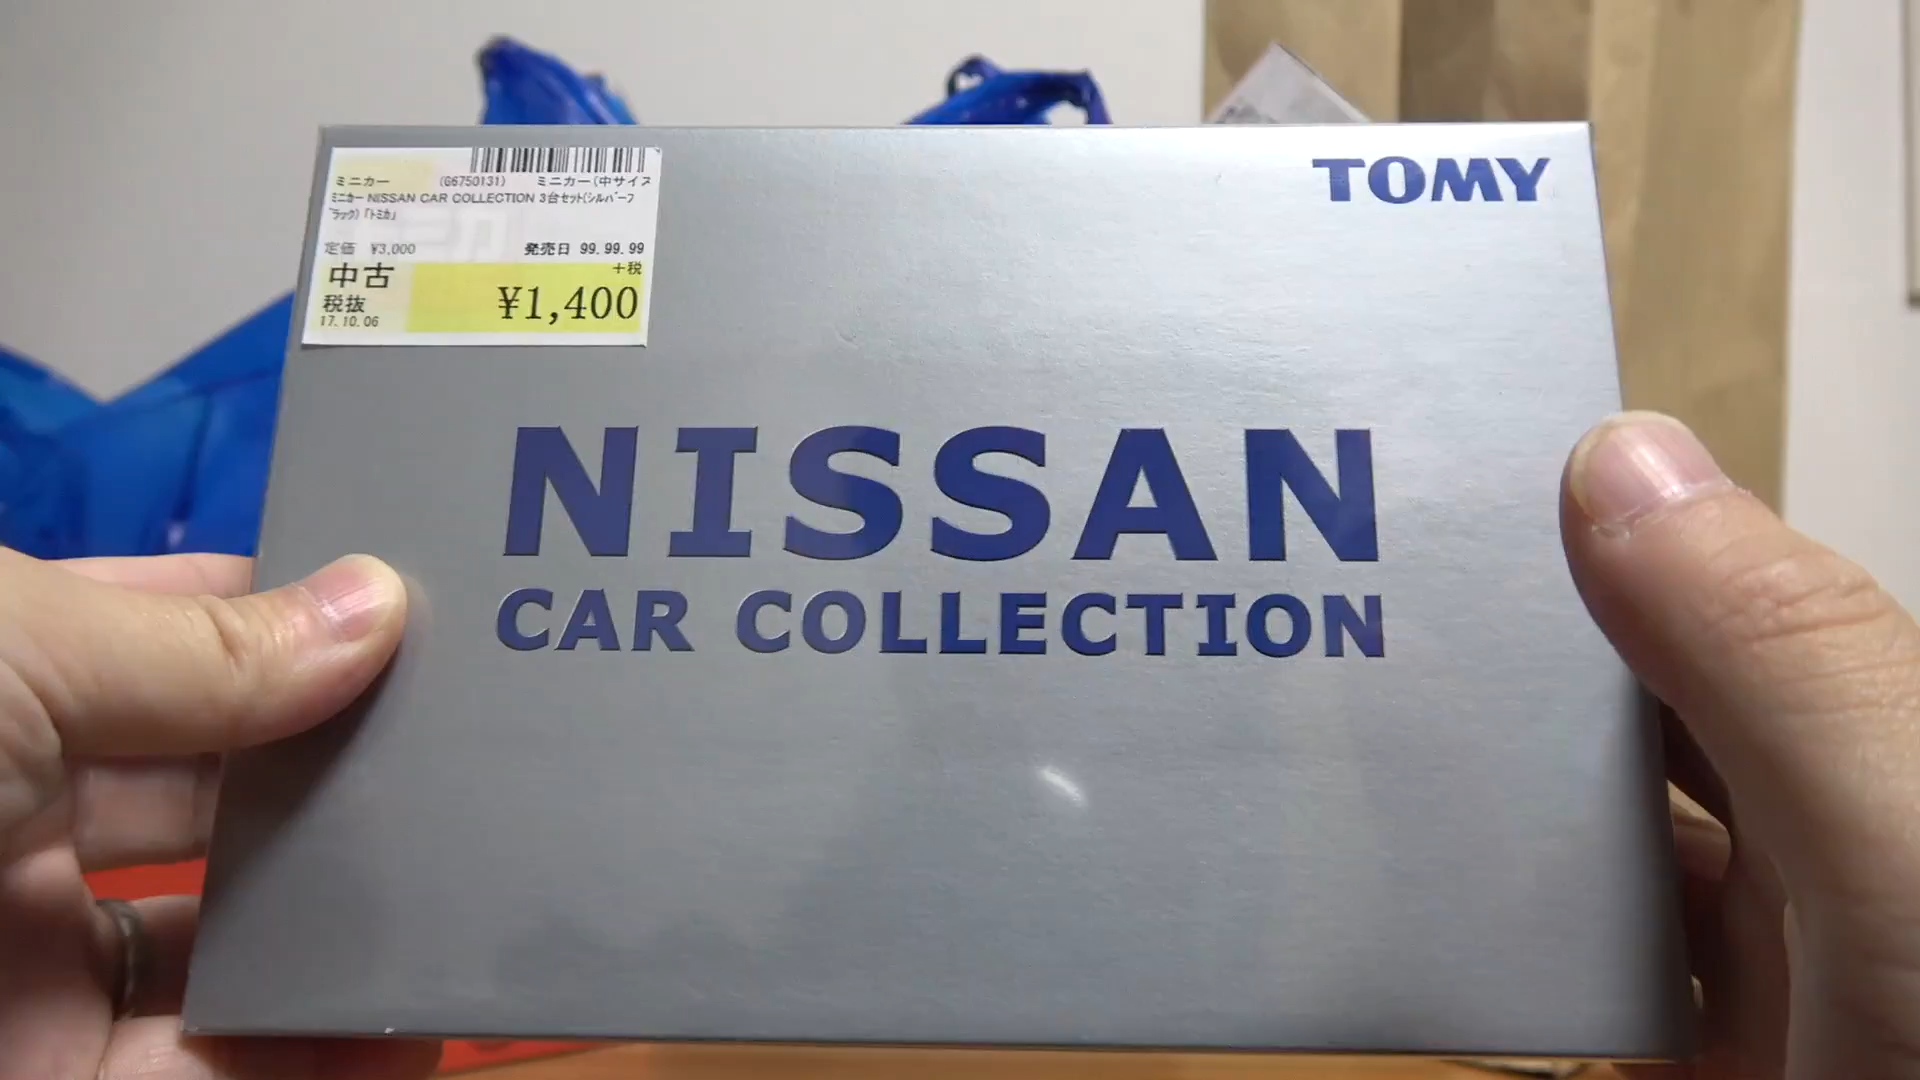 ミニカー (G6750131) ミニカー(中サイズ
ミニカー NISSAN CAR COLLECTION 3台セット(シルバーブ
ラック)「トミカ」
定価 ¥3,000 発売日 99.99.99
中古 +税
税抜 ¥1,400
17.10.06
TOMY
NISSAN
CAR COLLECTION